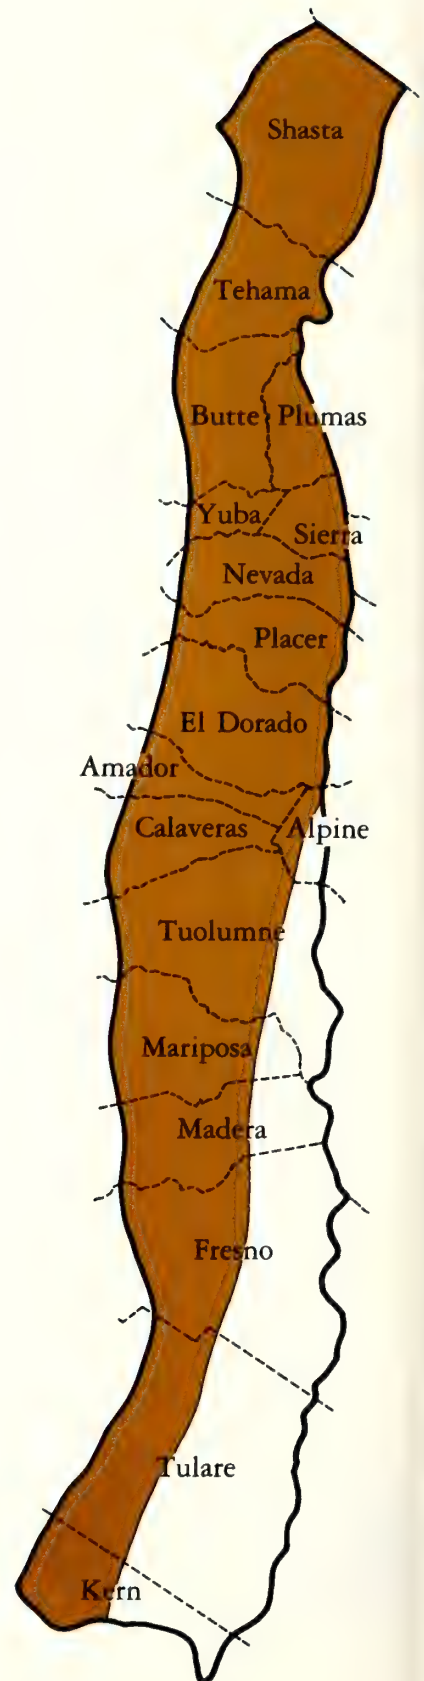 Shasta
Tehama
Butte Plumas
Yuba
Sierra
Nevada
Placer
El Dorado
Amador
Calaveras Alpine
Tuolumne
Mariposa
Madera
Fresno
Tulare
Kern